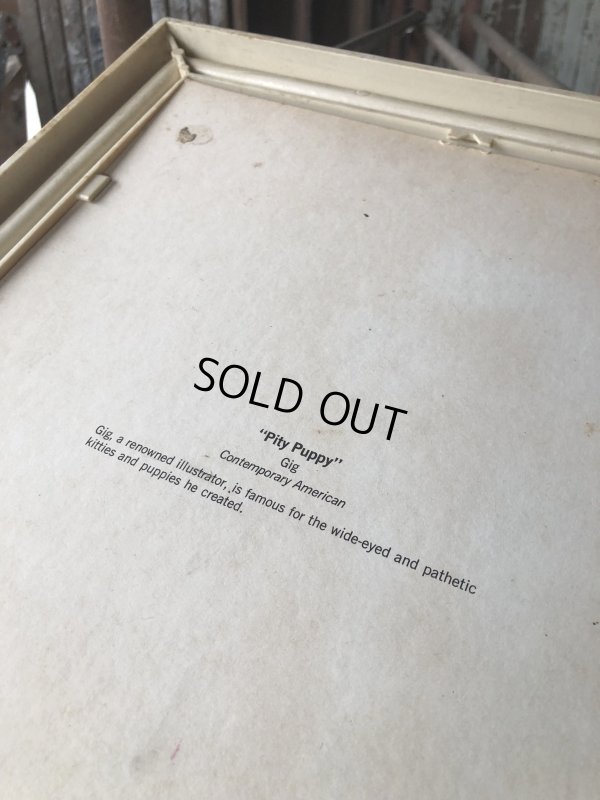 SOLD OUT
"Pity Puppy"
Gig
Contemporary American
Gig, a renowned illustrator, is famous for the wide-eyed and pathetic
kitties and puppies he created.